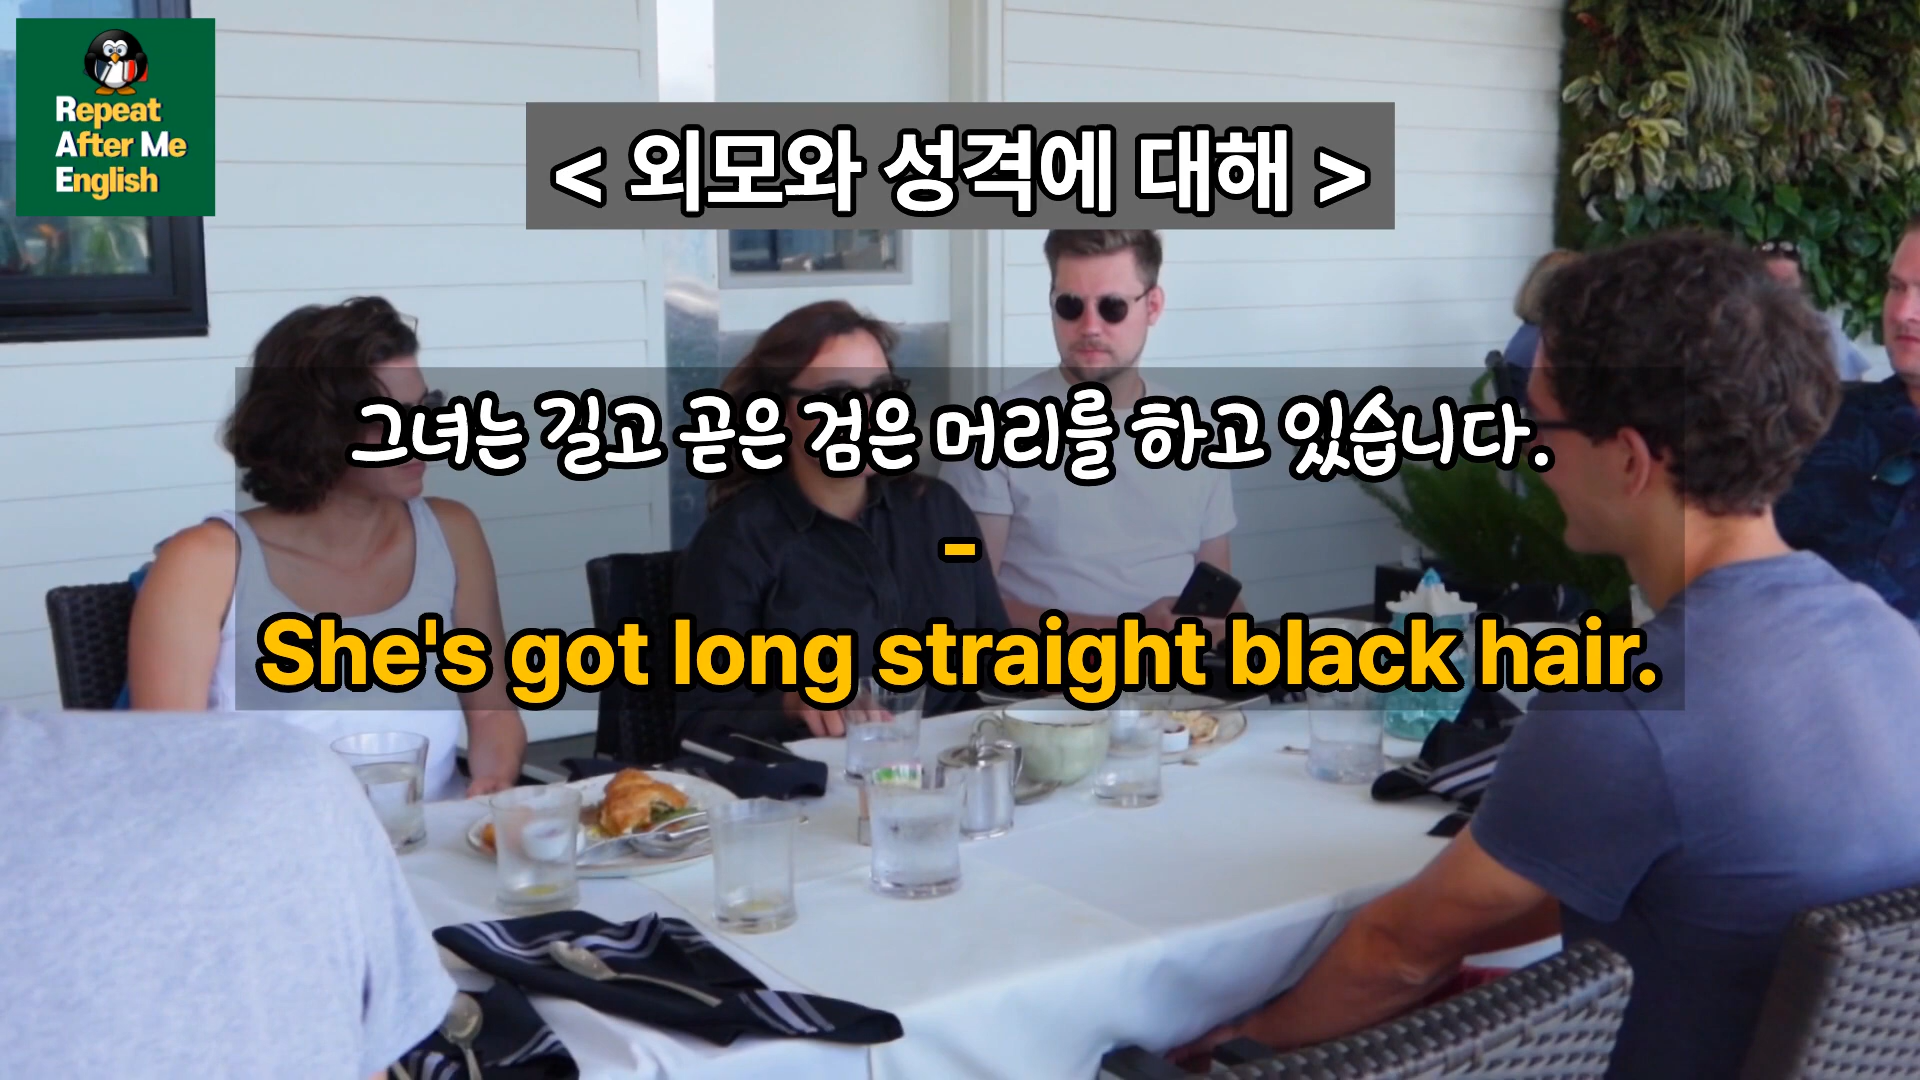 Repeat
After Me
English
< 외모와 성격에 대해 >
그녀는 길고 곧은 검은 머리를 하고 있습니다.
-
She's got long straight black hair.